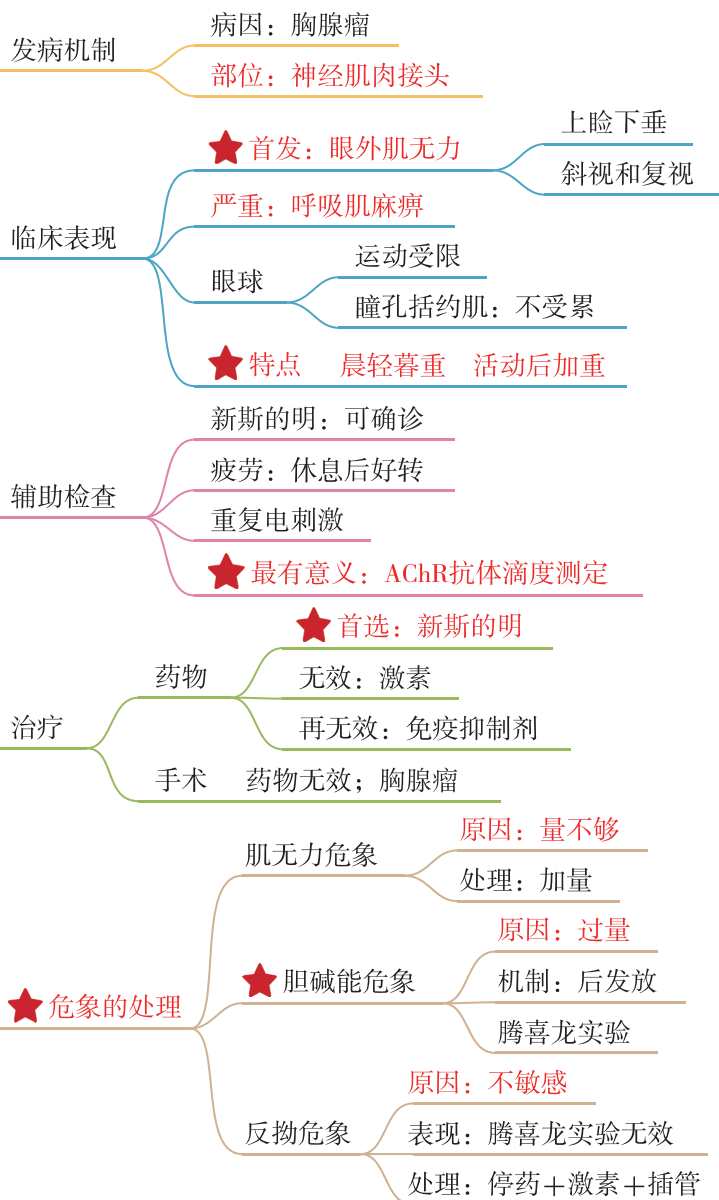 发病机制
病因：胸腺瘤
部位：神经肌肉接头
临床表现
首发：眼外肌无力
上睑下垂
斜视和复视
严重：呼吸肌麻痹
眼球
运动受限
瞳孔括约肌：不受累
特点 晨轻暮重 活动后加重
辅助检查
新斯的明：可确诊
疲劳：休息后好转
重复电刺激
最有意义：AChR抗体滴度测定
治疗
药物
首选：新斯的明
无效：激素
再无效：免疫抑制剂
手术 药物无效；胸腺瘤
危象的处理
肌无力危象
原因：量不够
处理：加量
胆碱能危象
原因：过量
机制：后发放
腾喜龙实验
反拗危象
原因：不敏感
表现：腾喜龙实验无效
处理：停药＋激素＋插管